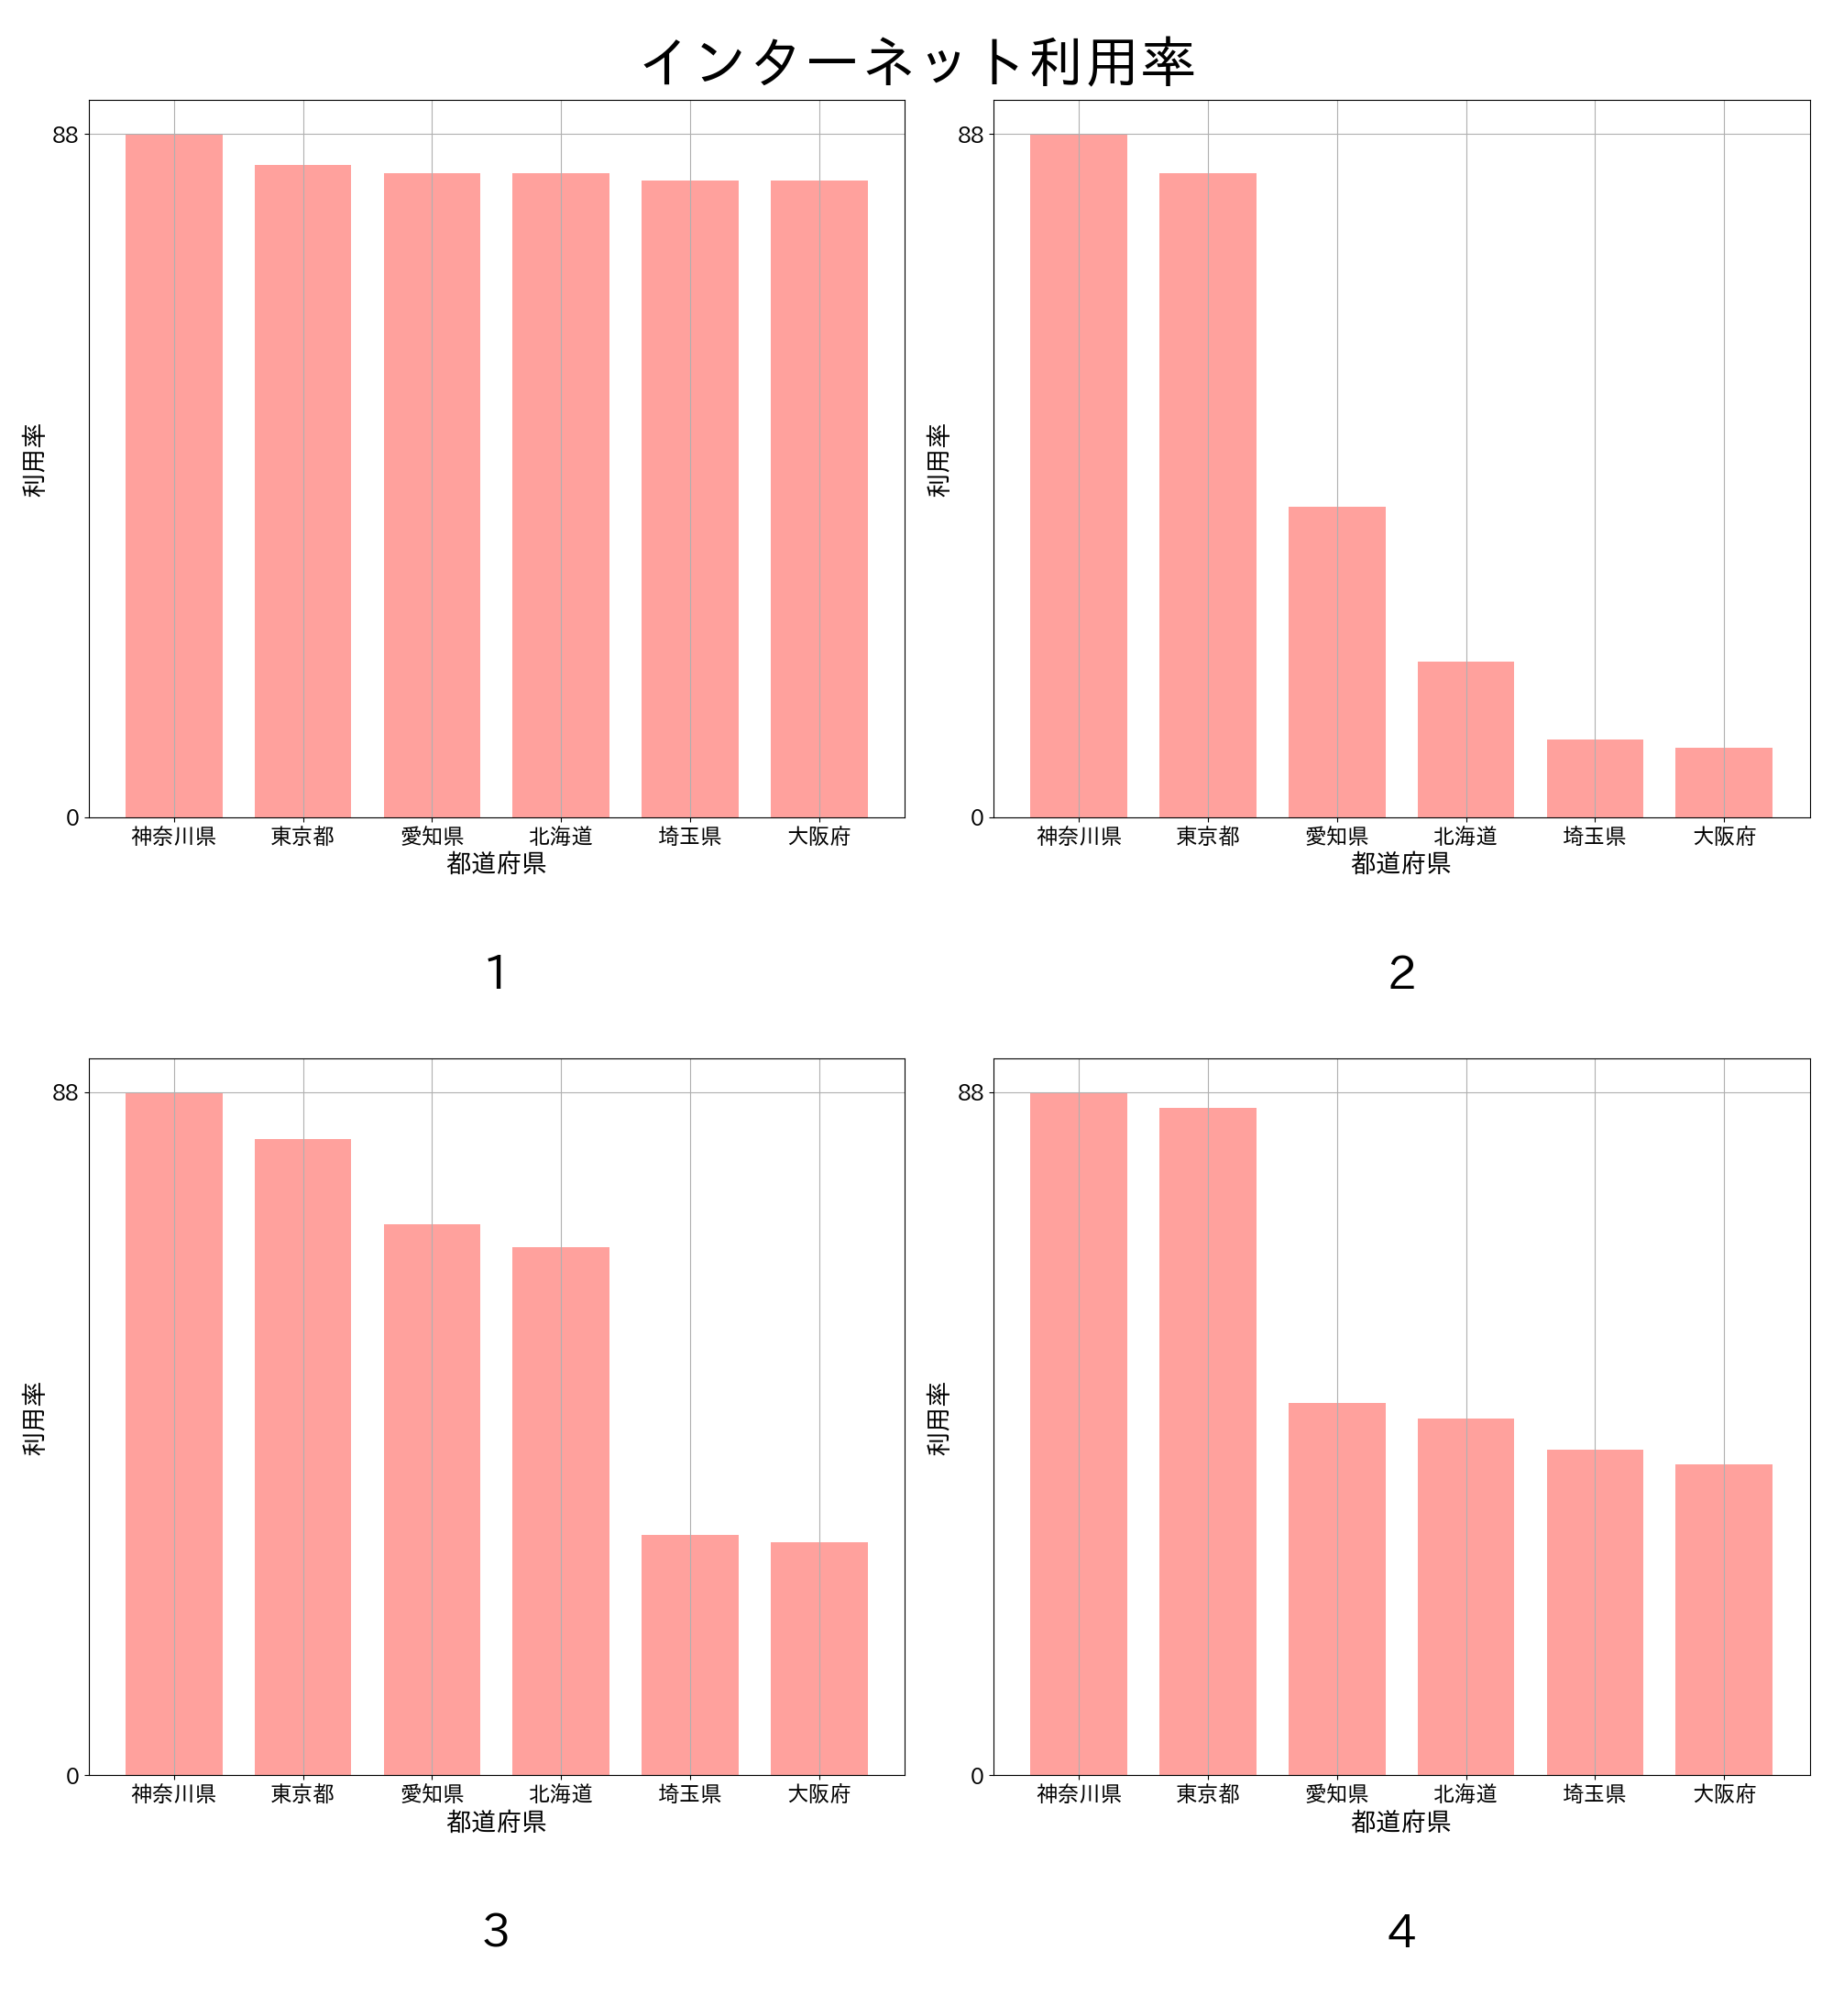 インターネット利用率
88
0
利用率
神奈川県 東京都 愛知県 北海道 埼玉県 大阪府
都道府県
1
88
0
利用率
神奈川県 東京都 愛知県 北海道 埼玉県 大阪府
都道府県
2
88
0
利用率
神奈川県 東京都 愛知県 北海道 埼玉県 大阪府
都道府県
3
88
0
利用率
神奈川県 東京都 愛知県 北海道 埼玉県 大阪府
都道府県
4